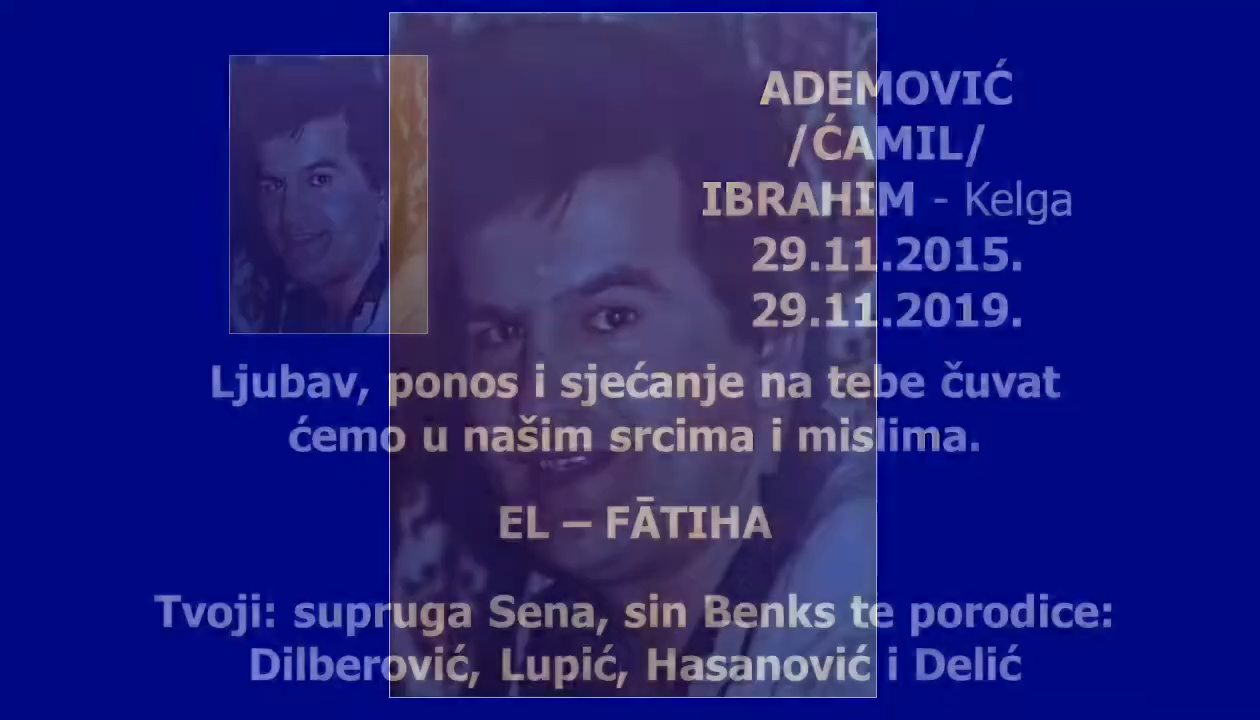 ADEMOVIĆ
/ĆAMIL/
IBRAHIM - Kelga
29.11.2015.
29.11.2019.
Ljubav, ponos i sjećanje na tebe čuvat
ćemo u našim srcima i mislima.
EL – FĀTIHA
Tvoji: supruga Sena, sin Benks te porodice:
Dilberović, Lupić, Hasanović i Delić